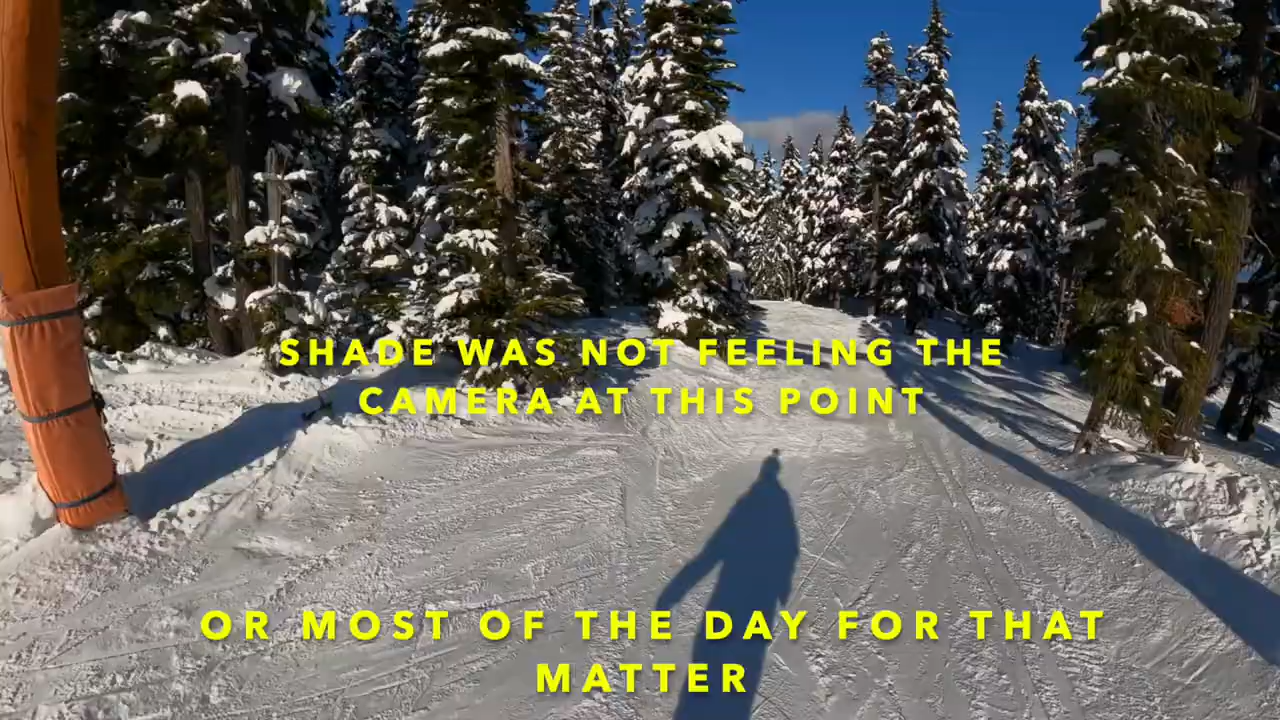 SHADE WAS NOT FEELING THE
CAMERA AT THIS POINT
OR MOST OF THE DAY FOR THAT
MATTER